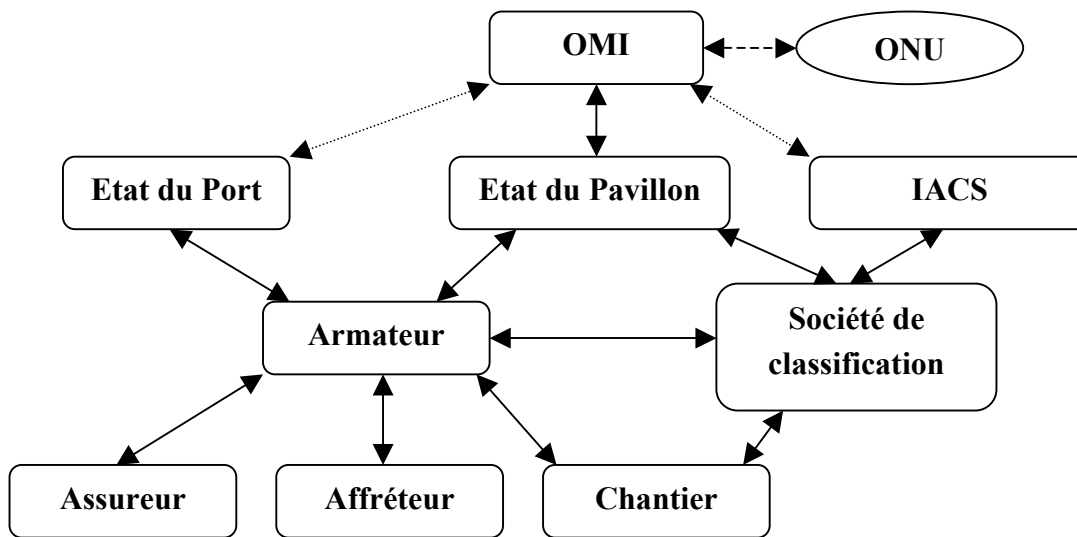 OMI
ONU
Etat du Port
Etat du Pavillon
IACS
Armateur
Société de
classification
Assureur
Affréteur
Chantier